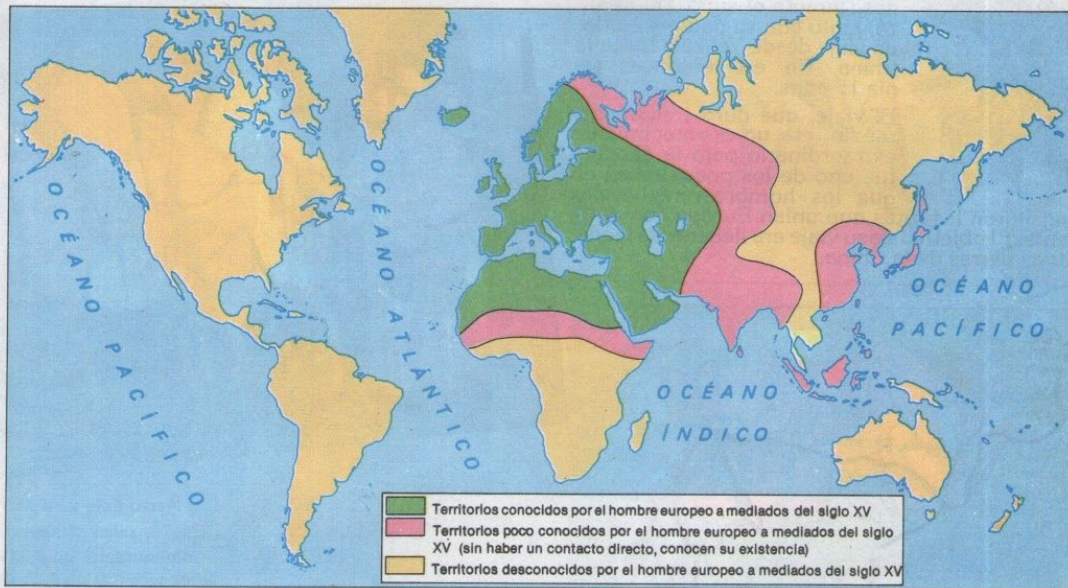 OCÉANO PACÍFICO
OCÉANO ATLÁNTICO
OCÉANO
PACÍFICO
OCÉANO
ÍNDICO
Territorios conocidos por el hombre europeo a mediados del siglo XV
Territorios poco conocidos por el hombre europeo a mediados del siglo
XV (sin haber un contacto directo, conocen su existencia)
Territorios desconocidos por el hombre europeo a mediados del siglo XV